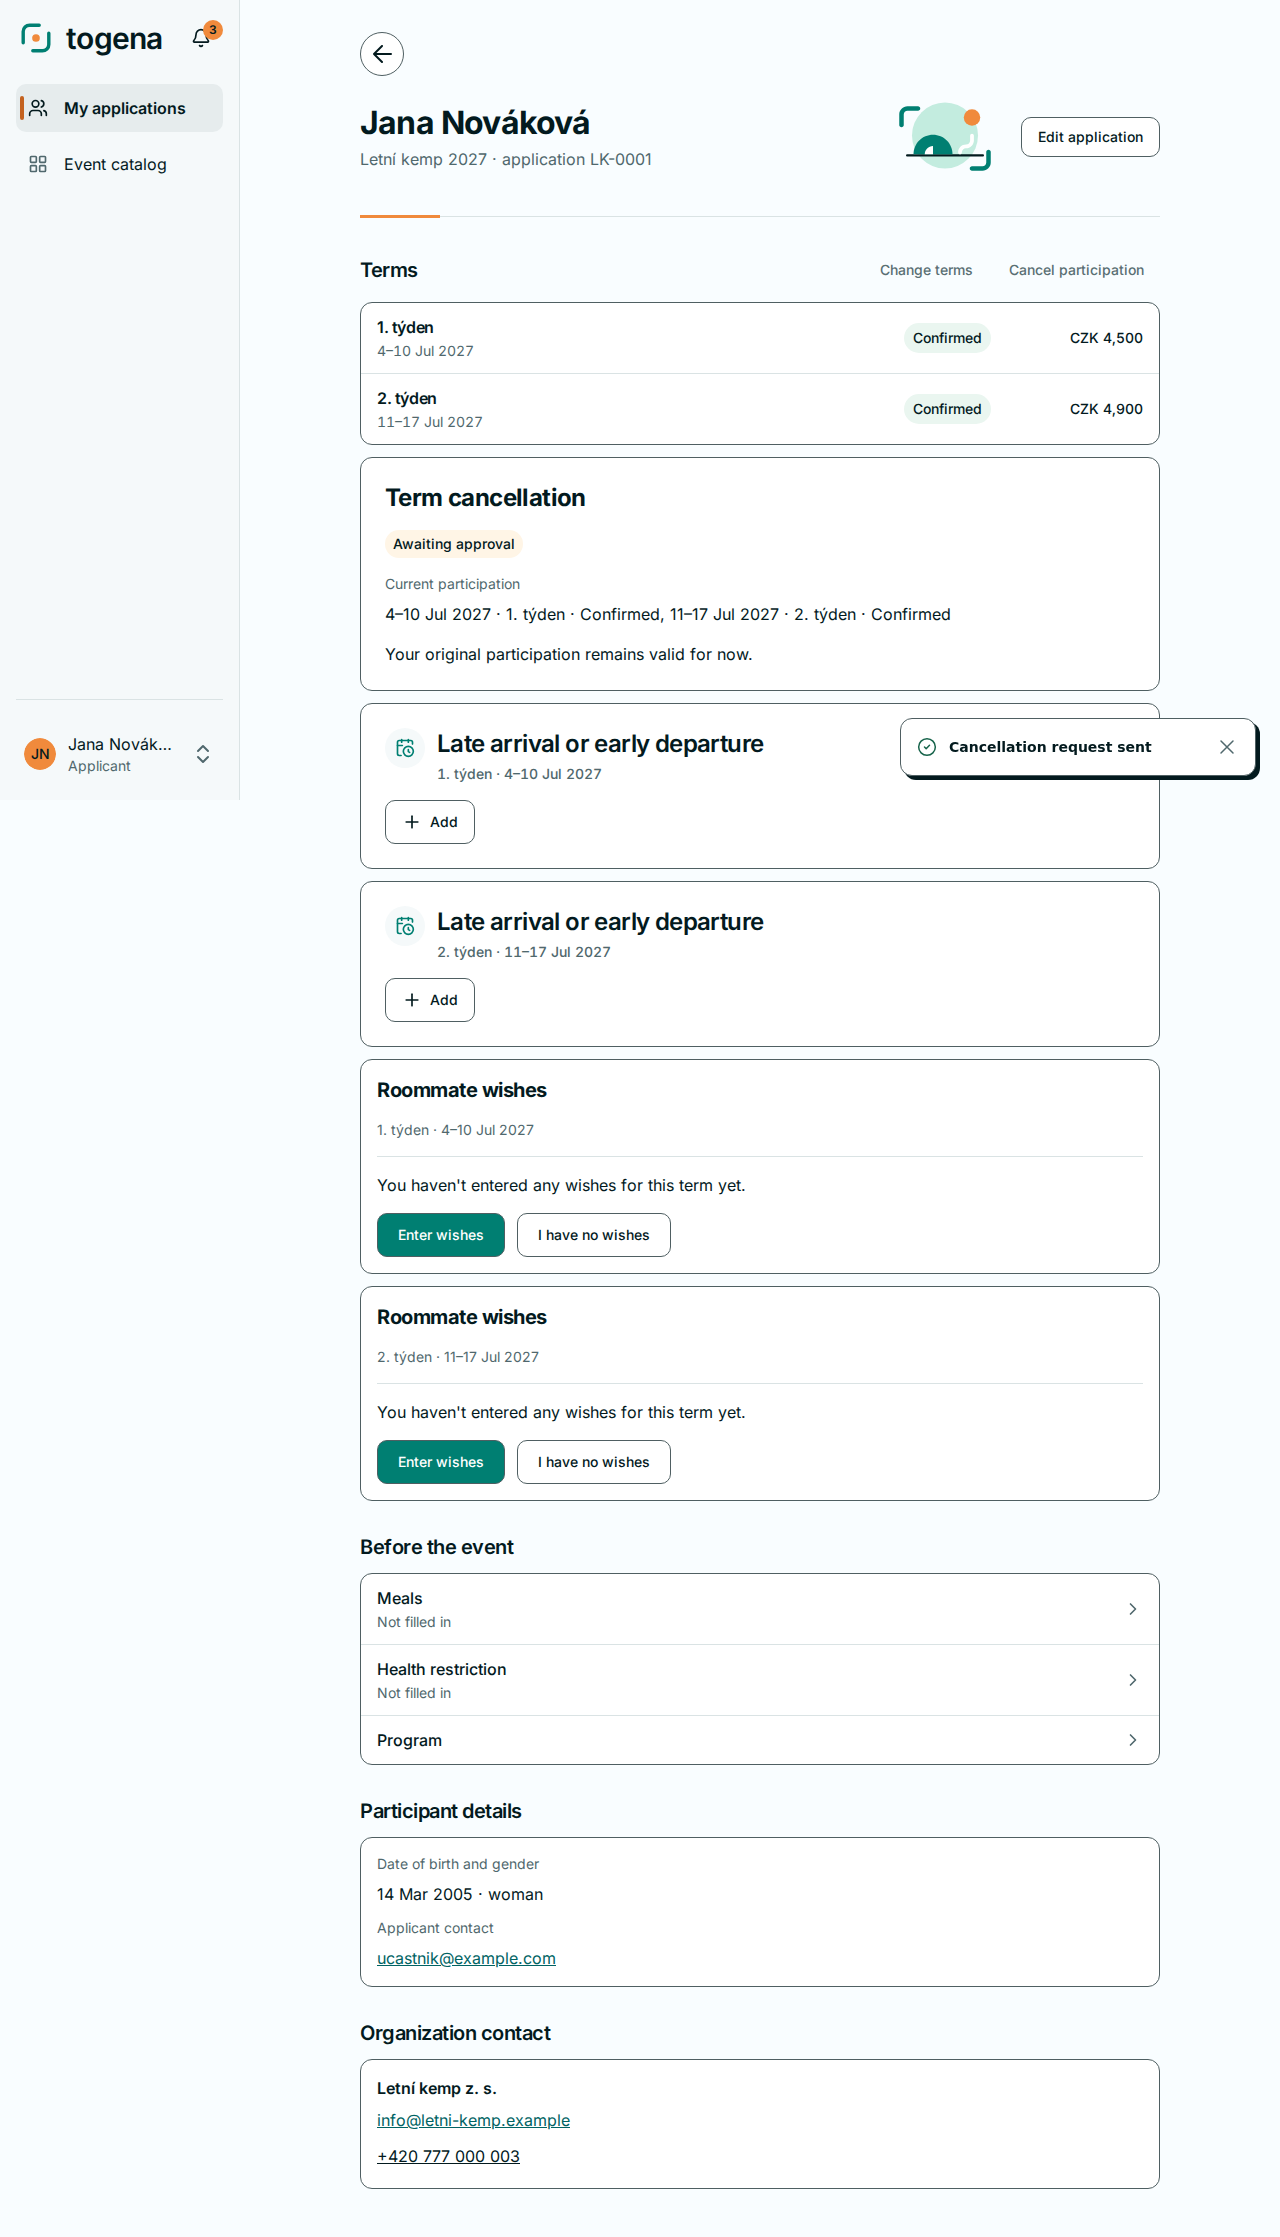 togena
3
My applications
Event catalog
Jana Novák...
JN
Applicant
Jana Nováková
Letní kemp 2027 · application LK-0001
Edit application
Terms
Change terms
Cancel participation
1. týden
4–10 Jul 2027
Confirmed
CZK 4,500
2. týden
11–17 Jul 2027
Confirmed
CZK 4,900
Term cancellation
Awaiting approval
Current participation
4–10 Jul 2027 · 1. týden · Confirmed, 11–17 Jul 2027 · 2. týden · Confirmed
Your original participation remains valid for now.
Late arrival or early departure
1. týden · 4–10 Jul 2027
Add
Cancellation request sent
Late arrival or early departure
2. týden · 11–17 Jul 2027
Add
Roommate wishes
1. týden · 4–10 Jul 2027
You haven't entered any wishes for this term yet.
Enter wishes
I have no wishes
Roommate wishes
2. týden · 11–17 Jul 2027
You haven't entered any wishes for this term yet.
Enter wishes
I have no wishes
Before the event
Meals
Not filled in
Health restriction
Not filled in
Program
Participant details
Date of birth and gender
14 Mar 2005 · woman
Applicant contact
ucastnik@example.com
Organization contact
Letní kemp z. s.
info@letni-kemp.example
+420 777 000 003